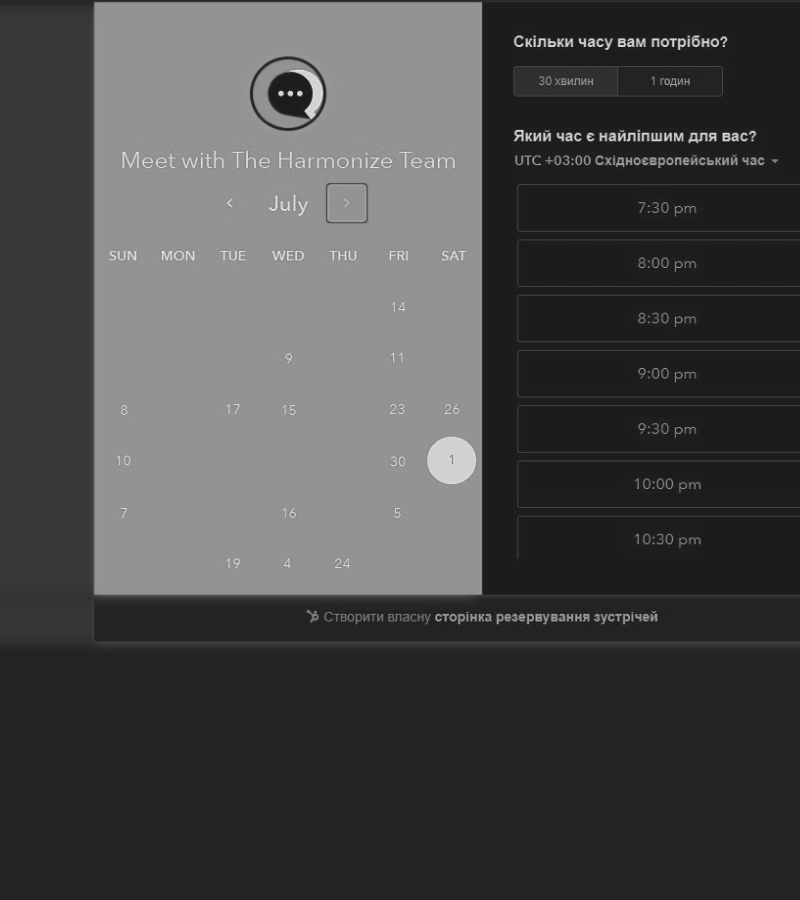 Meet with The Harmonize Team
July
SUN MON TUE WED THU FRI SAT
14
9 11
8 17 15 23 26
10 30 1
7 16 5
19 4 24
Скільки часу вам потрібно?
30 хвилин 1 годин
Який час є найліпшим для вас?
UTC +03:00 Східноєвропейський час
7:30 pm
8:00 pm
8:30 pm
9:00 pm
9:30 pm
10:00 pm
10:30 pm
Створити власну сторінка резервування зустрічей